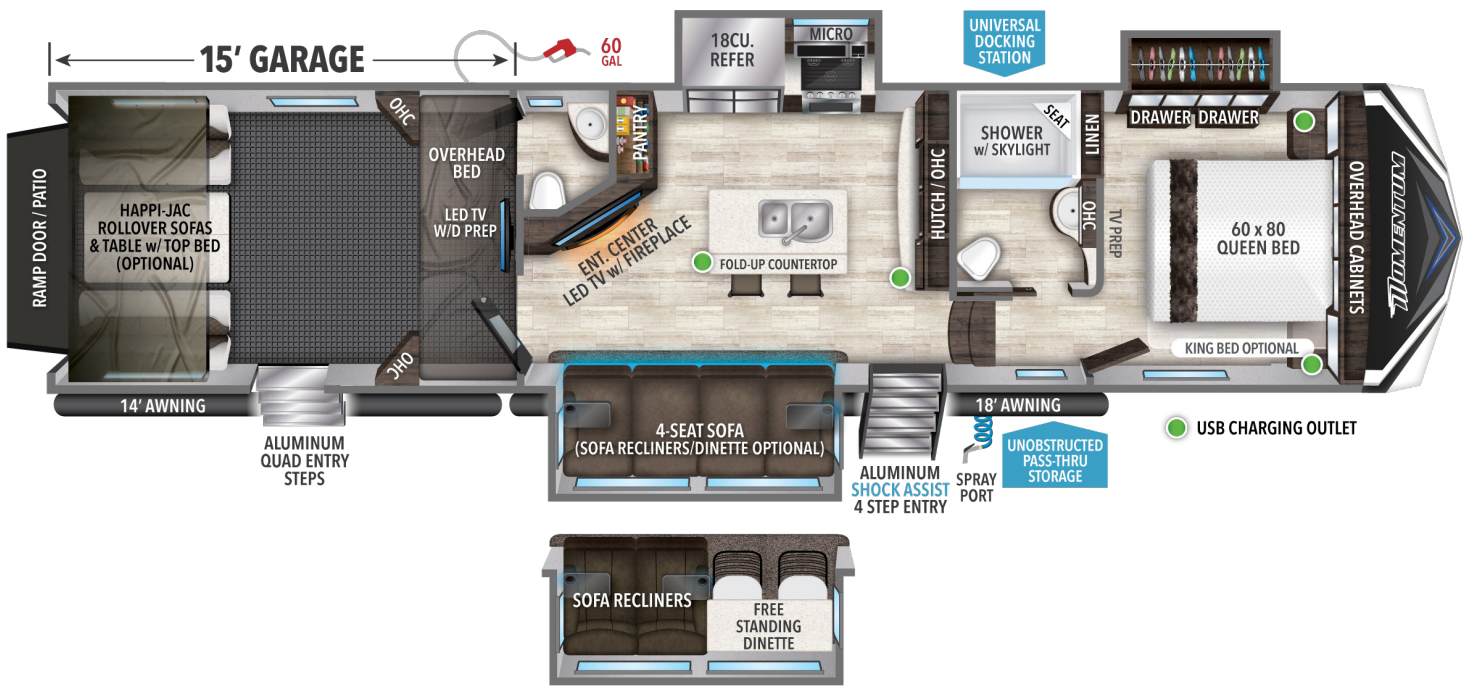 15' GARAGE
60
GAL
18CU.
REFER
MICRO
UNIVERSAL
DOCKING
STATION
RAMP DOOR / PATIO
HAPPI-JAC
ROLLOVER SOFAS
& TABLE w/ TOP BED
(OPTIONAL)
OHC
OHC
OVERHEAD
BED
LED TV
W/D PREP
PANTRY
ENT. CENTER
LED TV w/ FIREPLACE
FOLD-UP COUNTERTOP
HUTCH / OHC
SHOWER
w/ SKYLIGHT
SEAT
LINEN
OHC
TV PREP
DRAWER
DRAWER
60 x 80
QUEEN BED
KING BED OPTIONAL
OVERHEAD CABINETS
MOMENTUM
14' AWNING
18' AWNING
ALUMINUM
QUAD ENTRY
STEPS
4-SEAT SOFA
(SOFA RECLINERS/DINETTE OPTIONAL)
ALUMINUM
SHOCK ASSIST
4 STEP ENTRY
SPRAY
PORT
UNOBSTRUCTED
PASS-THRU
STORAGE
USB CHARGING OUTLET
SOFA RECLINERS
FREE
STANDING
DINETTE